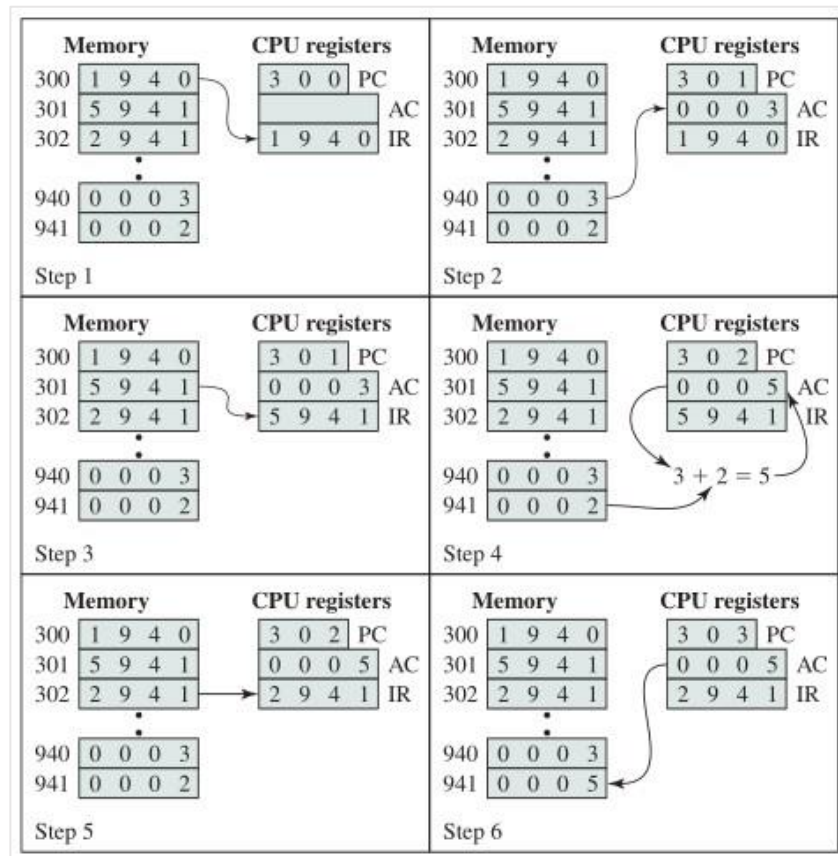 Memory CPU registers
300 1 9 4 0 3 0 0 PC
301 5 9 4 1 AC
302 2 9 4 1 1 9 4 0 IR
940 0 0 0 3
941 0 0 0 2
Step 1
Memory CPU registers
300 1 9 4 0 3 0 1 PC
301 5 9 4 1 0 0 0 3 AC
302 2 9 4 1 1 9 4 0 IR
940 0 0 0 3
941 0 0 0 2
Step 2
Memory CPU registers
300 1 9 4 0 3 0 1 PC
301 5 9 4 1 0 0 0 3 AC
302 2 9 4 1 5 9 4 1 IR
940 0 0 0 3
941 0 0 0 2
Step 3
Memory CPU registers
300 1 9 4 0 3 0 2 PC
301 5 9 4 1 0 0 0 5 AC
302 2 9 4 1 5 9 4 1 IR
940 0 0 0 3 3 + 2 = 5
941 0 0 0 2
Step 4
Memory CPU registers
300 1 9 4 0 3 0 2 PC
301 5 9 4 1 0 0 0 5 AC
302 2 9 4 1 2 9 4 1 IR
940 0 0 0 3
941 0 0 0 2
Step 5
Memory CPU registers
300 1 9 4 0 3 0 3 PC
301 5 9 4 1 0 0 0 5 AC
302 2 9 4 1 2 9 4 1 IR
940 0 0 0 3
941 0 0 0 5
Step 6